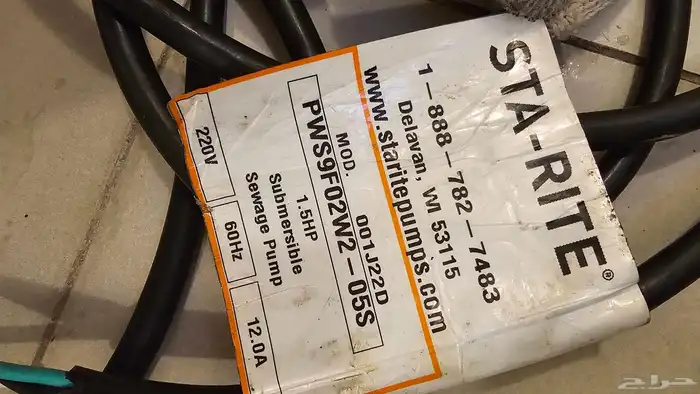 STA-RITE®
1-888-782-7483
Delavan, WI 53115
www.staritepumps.com
MOD. 001J22D
PWS9F02W2-05S
1.5HP
Submersible
Sewage Pump
220V 60Hz 12.0A
حراج